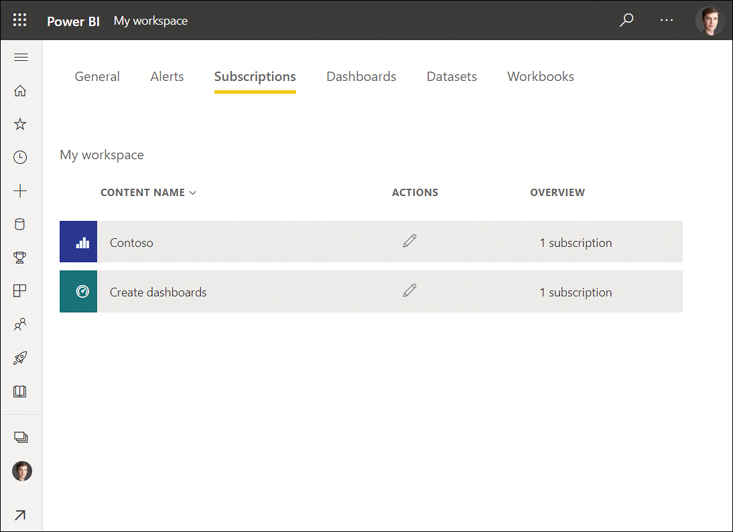 Power BI My workspace
General Alerts Subscriptions Dashboards Datasets Workbooks
My workspace
CONTENT NAME ACTIONS OVERVIEW
Contoso 1 subscription
Create dashboards 1 subscription